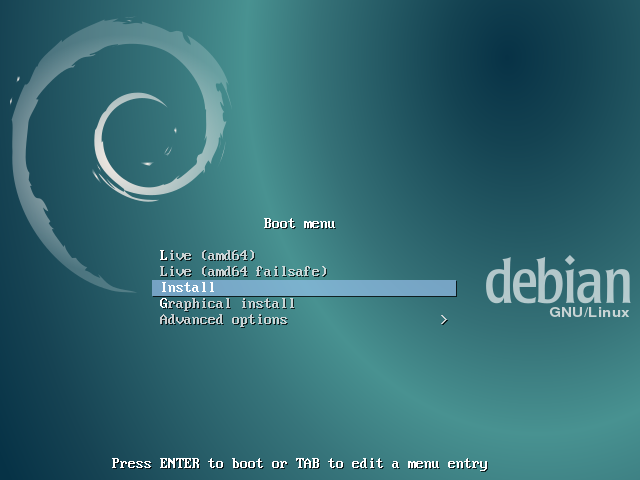 Boot menu
Live (amd64)
Live (amd64 failsafe)
Install
Graphical install
Advanced options >
debian
GNU/Linux
Press ENTER to boot or TAB to edit a menu entry